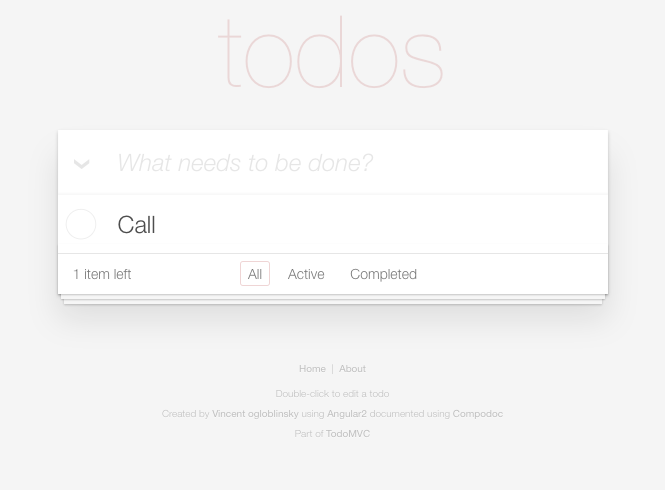 todos
What needs to be done?
Call
1 item left All Active Completed
Home | About
Double-click to edit a todo
Created by Vincent ogloblinsky using Angular2 documented using Compodoc
Part of TodoMVC